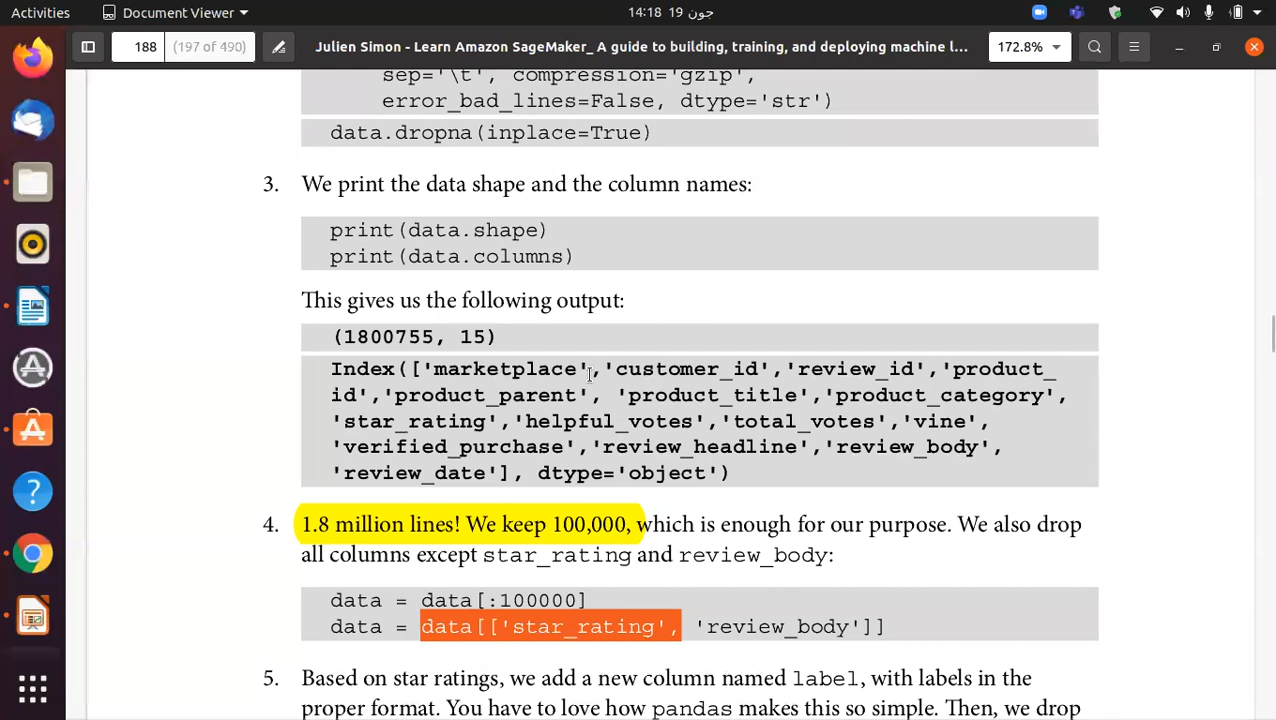 Activities
Document Viewer
14:18 19 جون
188
(197 of 490)
Julien Simon - Learn Amazon SageMaker_ A guide to building, training, and deploying machine l...
172.8%
sep='\t', compression='gzip',
error_bad_lines=False, dtype='str')
data.dropna(inplace=True)
3. We print the data shape and the column names:
print(data.shape)
print(data.columns)
This gives us the following output:
(1800755, 15)
Index(['marketplace','customer_id','review_id','product_
id','product_parent', 'product_title','product_category',
'star_rating','helpful_votes','total_votes','vine',
'verified_purchase','review_headline','review_body',
'review_date'], dtype='object')
4. 1.8 million lines! We keep 100,000, which is enough for our purpose. We also drop
all columns except star_rating and review_body:
data = data[:100000]
data = data[['star_rating', 'review_body']]
5. Based on star ratings, we add a new column named label, with labels in the
proper format. You have to love how pandas makes this so simple. Then, we drop